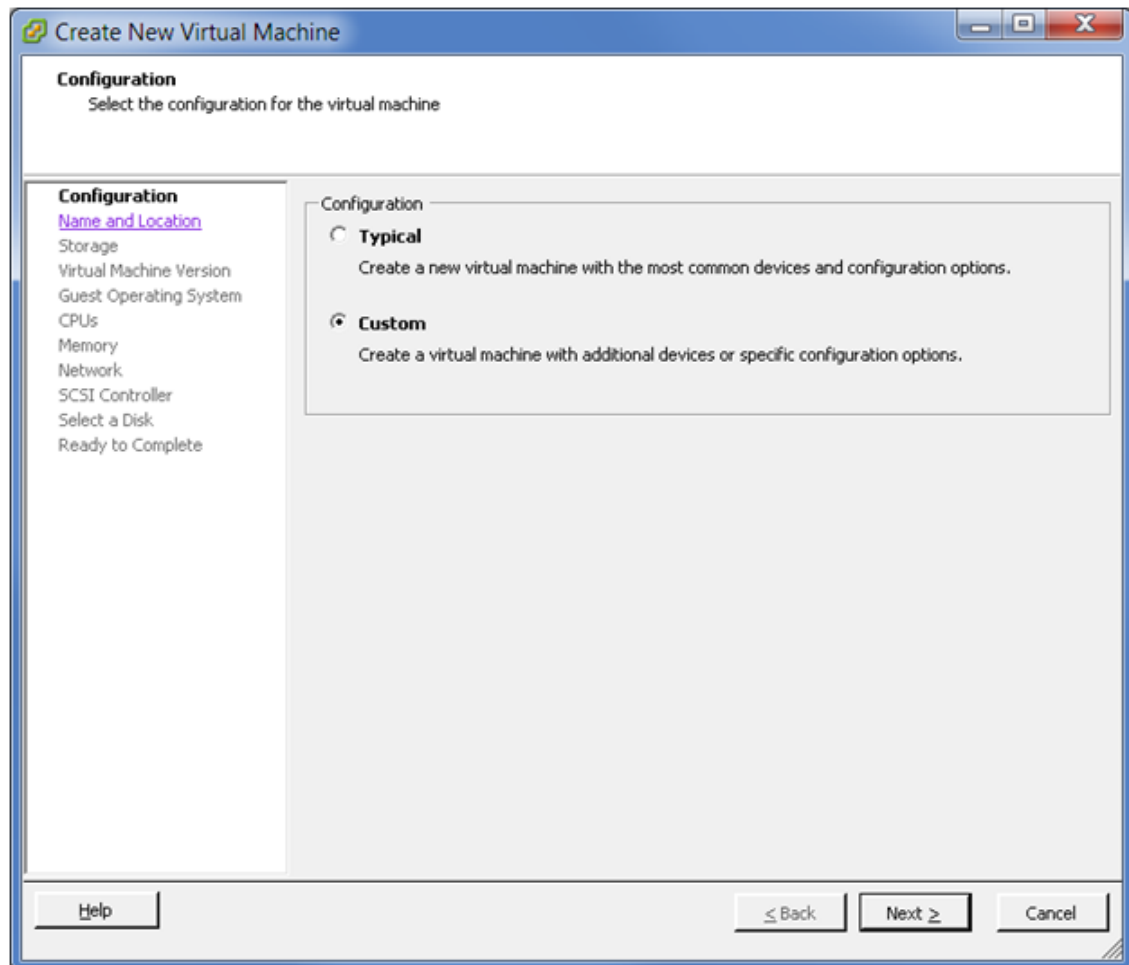 Create New Virtual Machine
Configuration
Select the configuration for the virtual machine
Configuration
Name and Location
Storage
Virtual Machine Version
Guest Operating System
CPUs
Memory
Network
SCSI Controller
Select a Disk
Ready to Complete
Configuration
Typical
Create a new virtual machine with the most common devices and configuration options.
Custom
Create a virtual machine with additional devices or specific configuration options.
Help
< Back
Next >
Cancel